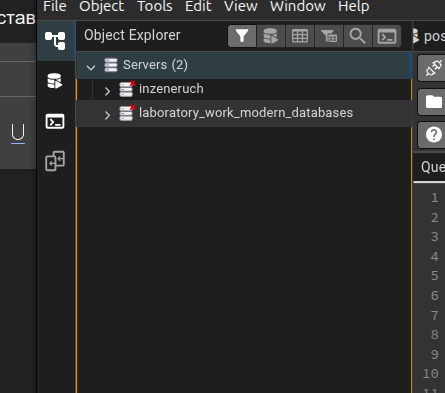 став
File Object Tools Edit View Window Help
Object Explorer
pos
Servers (2)
inzeneruch
laboratory_work_modern_databases
U
Que
1
2
3
4
5
6
7
8
9
10
11